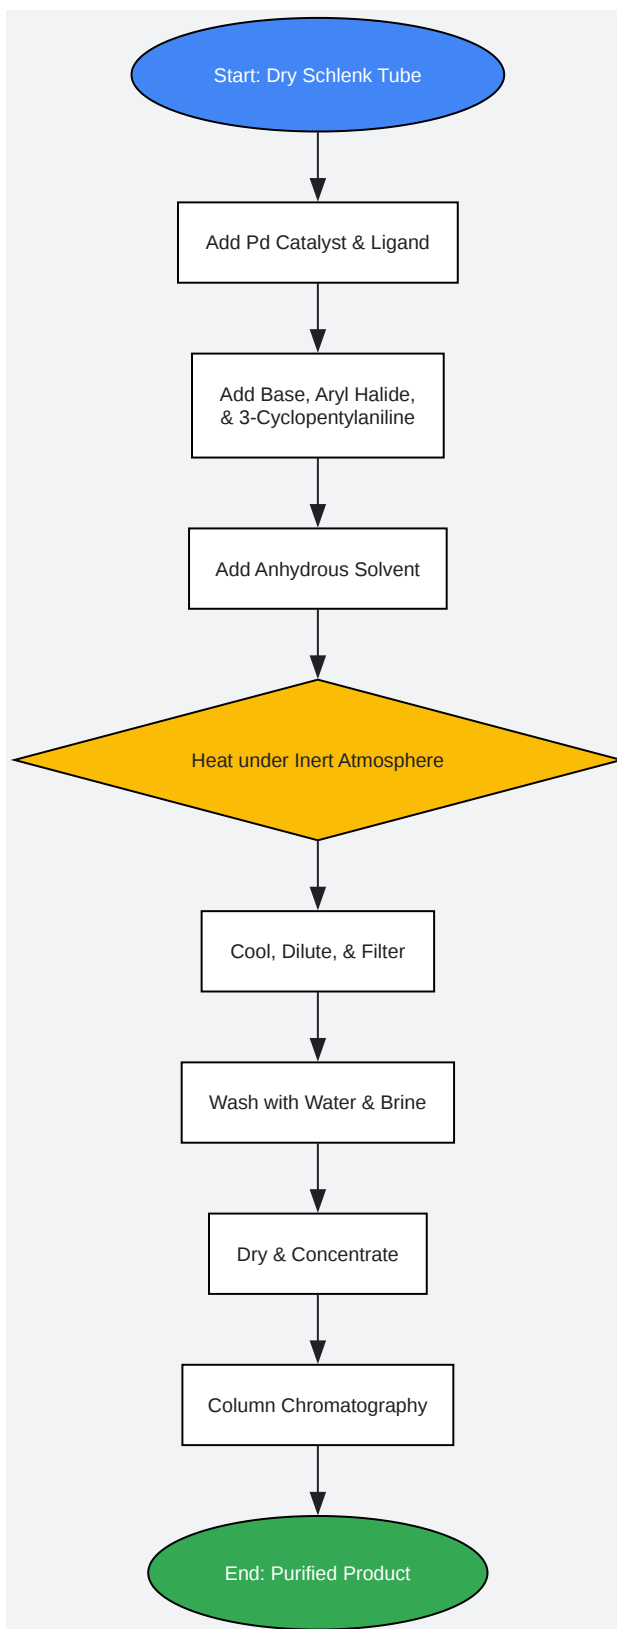 Start: Dry Schlenk Tube
Add Pd Catalyst & Ligand
Add Base, Aryl Halide,
& 3-Cyclopentylaniline
Add Anhydrous Solvent
Heat under Inert Atmosphere
Cool, Dilute, & Filter
Wash with Water & Brine
Dry & Concentrate
Column Chromatography
End: Purified Product